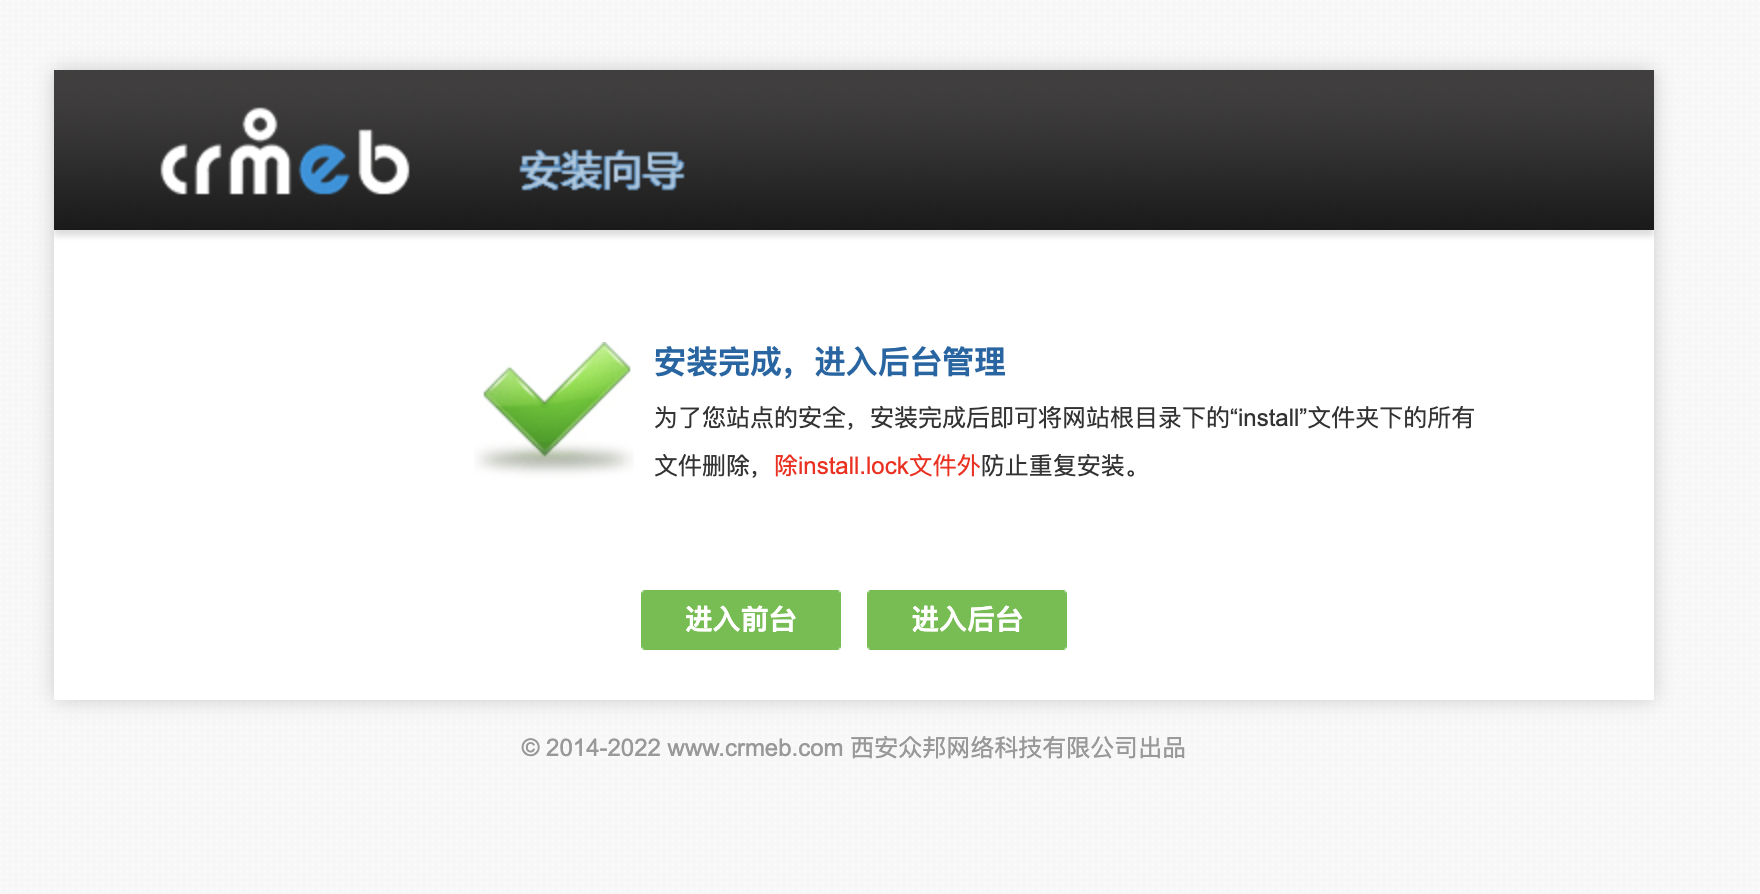 crmeb
安装向导
安装完成，进入后台管理
为了您站点的安全，安装完成后即可将网站根目录下的“install”文件夹下的所有
文件删除，除install.lock文件外防止重复安装。
进入前台 进入后台
© 2014-2022 www.crmeb.com 西安众邦网络科技有限公司出品